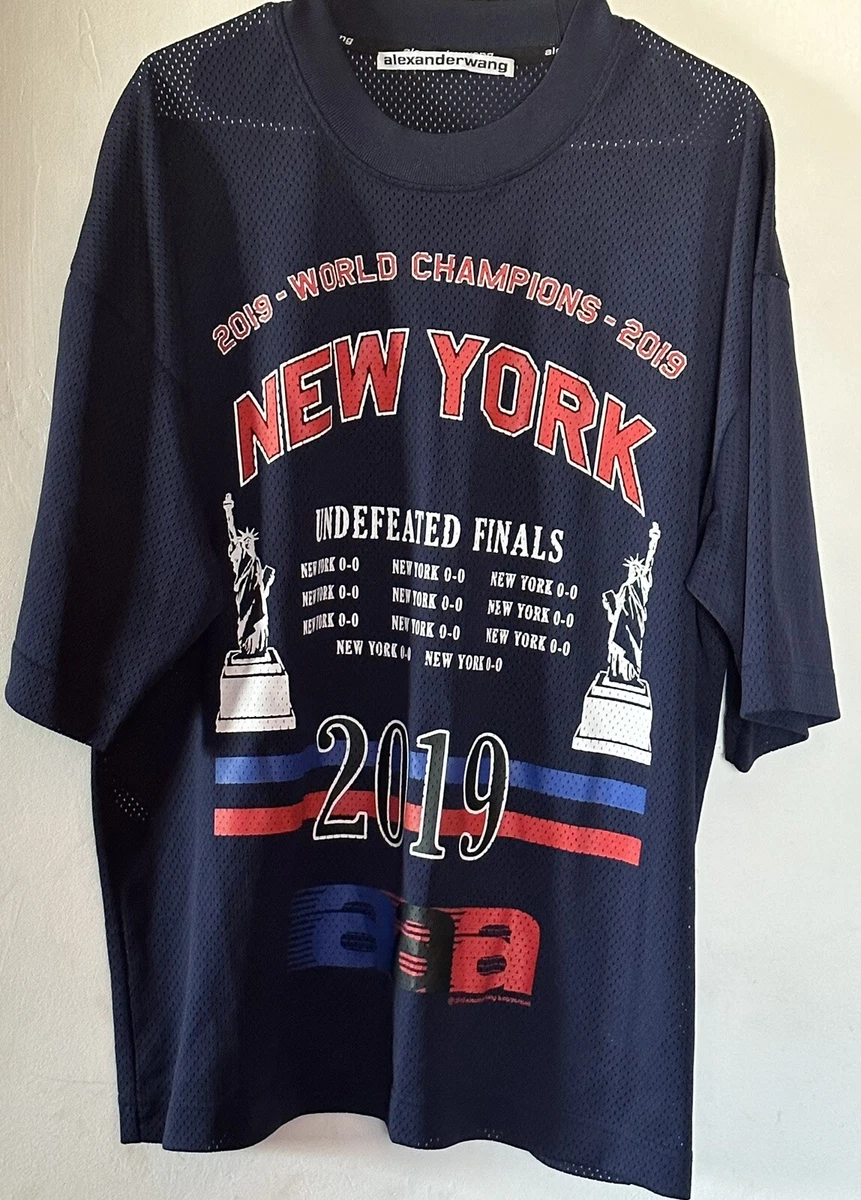 alexanderwang
2019 - WORLD CHAMPIONS - 2019
NEW YORK
UNDEFEATED FINALS
NEW YORK 0-0 NEW YORK 0-0 NEW YORK 0-0
NEW YORK 0-0 NEW YORK 0-0 NEW YORK 0-0
NEW YORK 0-0 NEW YORK 0-0 NEW YORK 0-0
NEW YORK 0-0 NEW YORK 0-0
2019
aaa